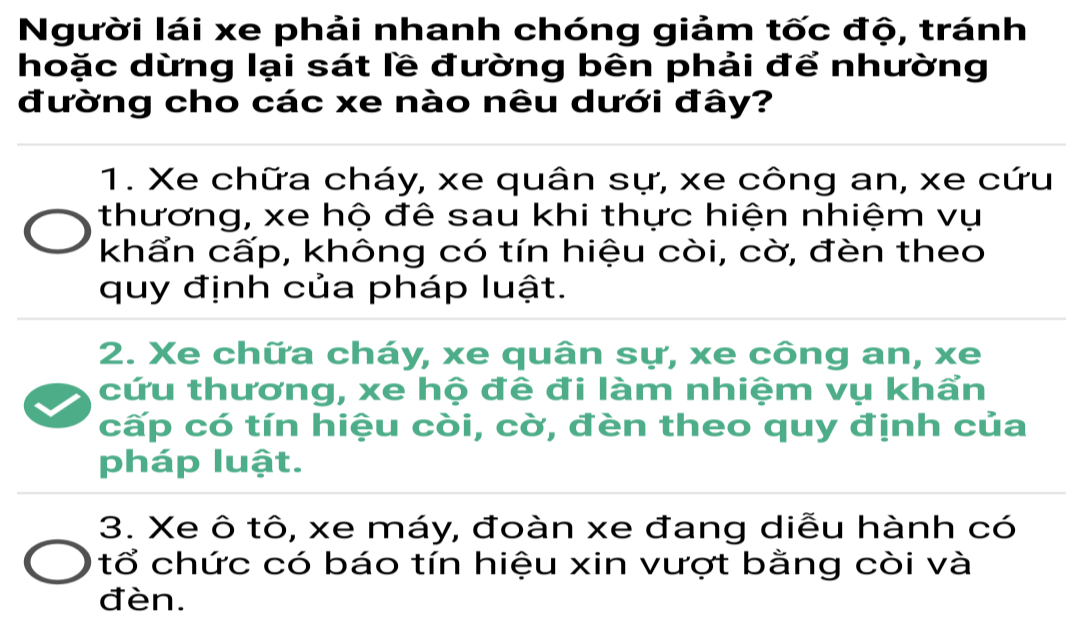 Người lái xe phải nhanh chóng giảm tốc độ, tránh
hoặc dừng lại sát lề đường bên phải để nhường
đường cho các xe nào nêu dưới đây?
1. Xe chữa cháy, xe quân sự, xe công an, xe cứu
thương, xe hộ đê sau khi thực hiện nhiệm vụ
khẩn cấp, không có tín hiệu còi, cờ, đèn theo
quy định của pháp luật.
2. Xe chữa cháy, xe quân sự, xe công an, xe
cứu thương, xe hộ đê đi làm nhiệm vụ khẩn
cấp có tín hiệu còi, cờ, đèn theo quy định của
pháp luật.
3. Xe ô tô, xe máy, đoàn xe đang diễu hành có
tổ chức có báo tín hiệu xin vượt bằng còi và
đèn.